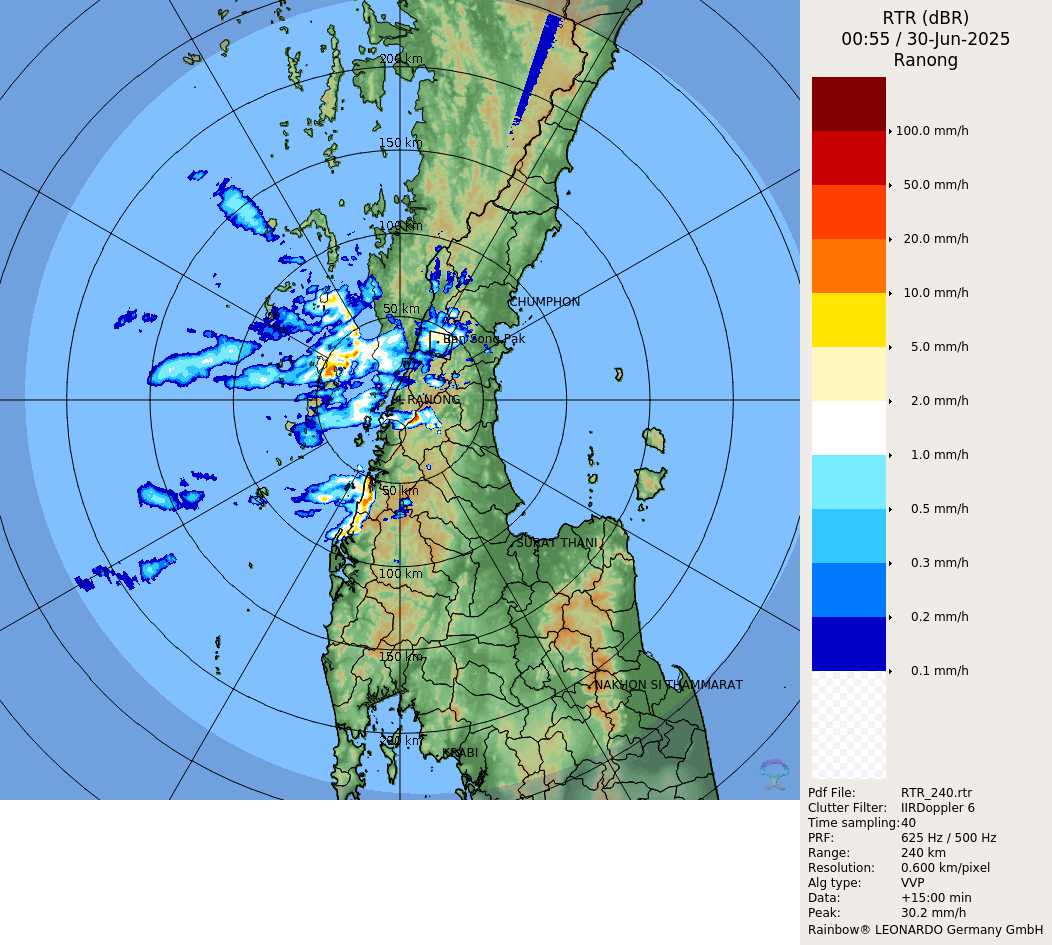 200 km
150 km
100 km
CHUMPHON
50 km
Ban Song Pak
RANONG
50 km
SURAT THANI
100 km
150 km
NAKHON SI THAMMARAT
200 km
KRABI
RTR (dBR)
00:55 / 30-Jun-2025
Ranong
100.0 mm/h
50.0 mm/h
20.0 mm/h
10.0 mm/h
5.0 mm/h
2.0 mm/h
1.0 mm/h
0.5 mm/h
0.3 mm/h
0.2 mm/h
0.1 mm/h
Pdf File: RTR_240.rtr
Clutter Filter: IIRDoppler 6
Time sampling:40
PRF: 625 Hz / 500 Hz
Range: 240 km
Resolution: 0.600 km/pixel
Alg type: VVP
Data: +15:00 min
Peak: 30.2 mm/h
Rainbow® LEONARDO Germany GmbH